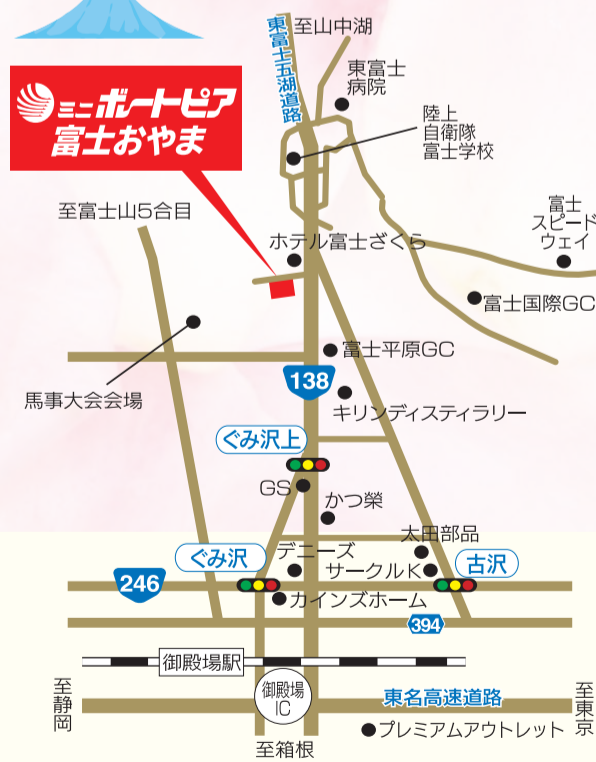 至山中湖
東富士五湖道路
東富士
病院
ミニボートピア
富士おやま
陸上
自衛隊
富士学校
至富士山5合目
富士
スピード
ウェイ
ホテル富士ざくら
富士国際GC
富士平原GC
138
馬事大会会場
キリンディスティラリー
ぐみ沢上
GS
かつ榮
太田部品
ぐみ沢
デニーズ
サークルK
古沢
246
カインズホーム
394
御殿場駅
至静岡
御殿場
IC
東名高速道路
至東京
プレミアムアウトレット
至箱根